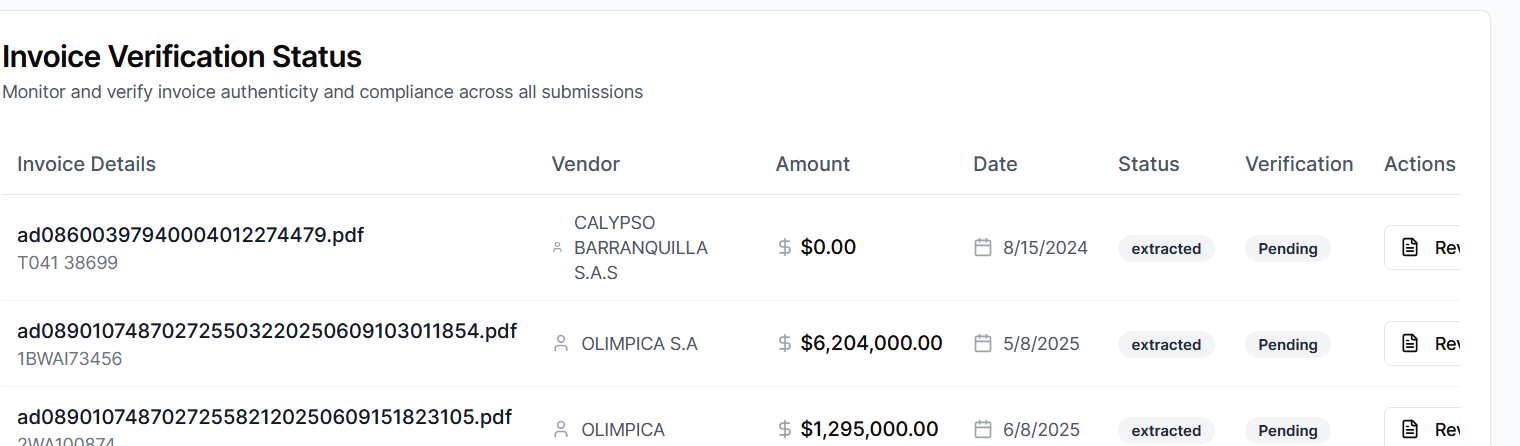 Invoice Verification Status
Monitor and verify invoice authenticity and compliance across all submissions
Invoice Details Vendor Amount Date Status Verification Actions
ad08600397940004012274479.pdf
T041 38699
CALYPSO
BARRANQUILLA
S.A.S
$ $0.00 8/15/2024 extracted Pending Rev
ad08901074870272550322025060910301​1854.pdf
1BWAI73456
OLIMPICA S.A $ $6,204,000.00 5/8/2025 extracted Pending Rev
ad089010748702725582120250609151823105.pdf
2WA100874
OLIMPICA $ $1,295,000.00 6/8/2025 extracted Pending Rev